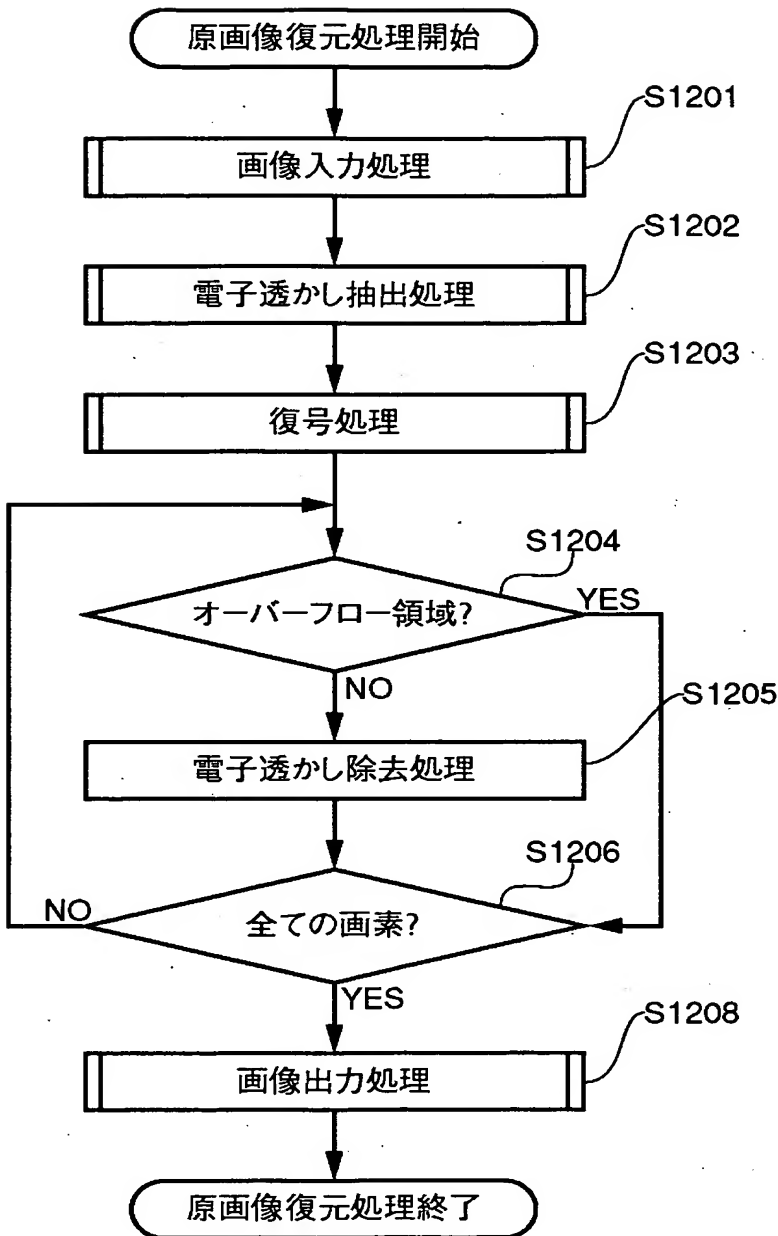 原画像復元処理開始
S1201
画像入力処理
S1202
電子透かし抽出処理
S1203
復号処理
S1204
オーバーフロー領域?
YES
NO
S1205
電子透かし除去処理
S1206
NO
全ての画素?
YES
S1208
画像出力処理
原画像復元処理終了